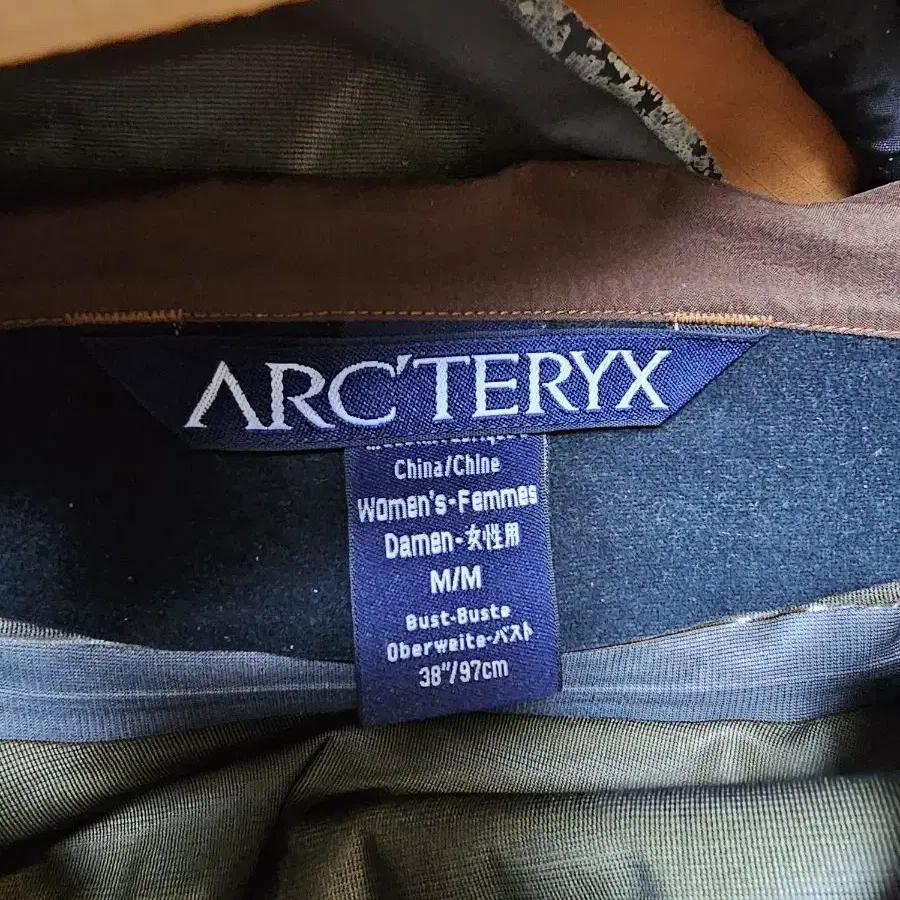 ARC'TERYX
China/Chine
Women's-Femmes
Damen-女性用
M/M
Bust-Buste
Oberweite-バスト
38"/97cm